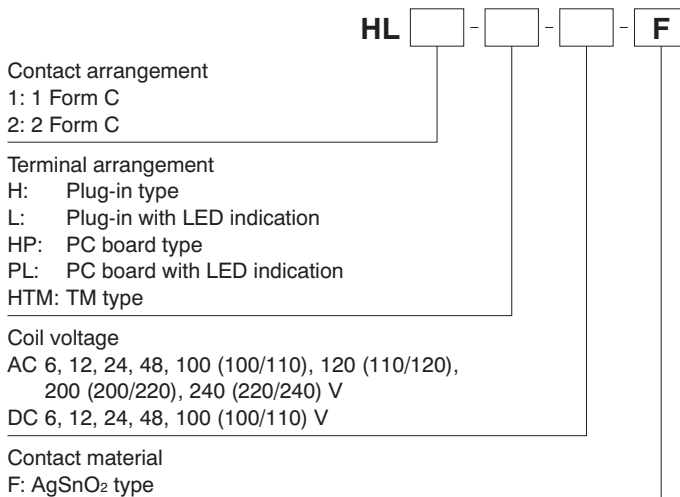 HL - - - F
Contact arrangement
1: 1 Form C
2: 2 Form C
Terminal arrangement
H: Plug-in type
L: Plug-in with LED indication
HP: PC board type
PL: PC board with LED indication
HTM: TM type
Coil voltage
AC 6, 12, 24, 48, 100 (100/110), 120 (110/120),
200 (200/220), 240 (220/240) V
DC 6, 12, 24, 48, 100 (100/110) V
Contact material
F: AgSnO₂ type